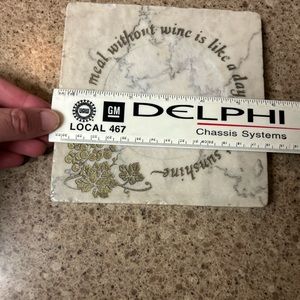 meal without wine is like a day
GM DELPHI
LOCAL 467 Chassis Systems
sunshine~